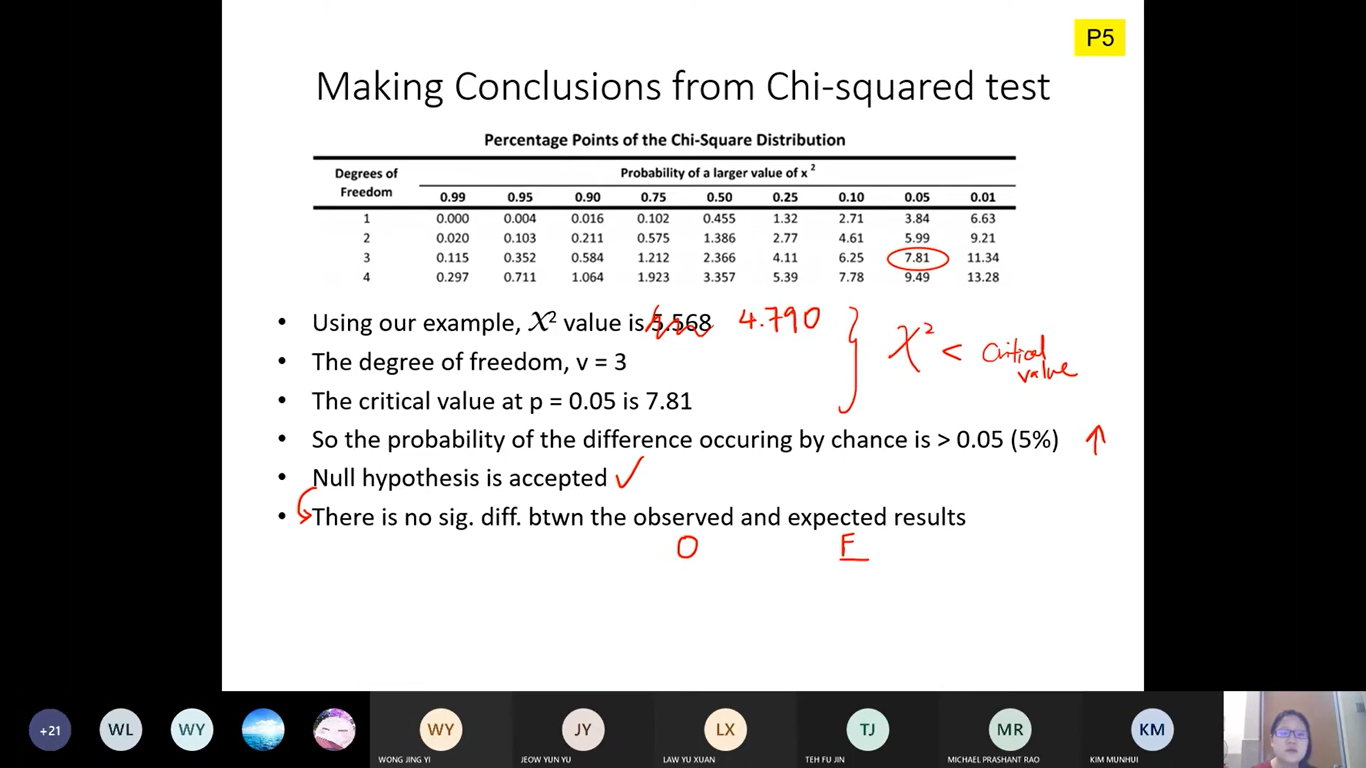 P5
Making Conclusions from Chi-squared test
Percentage Points of the Chi-Square Distribution
Degrees of Freedom Probability of a larger value of x 2
0.99 0.95 0.90 0.75 0.50 0.25 0.10 0.05 0.01
1 0.000 0.004 0.016 0.102 0.455 1.32 2.71 3.84 6.63
2 0.020 0.103 0.211 0.575 1.386 2.77 4.61 5.99 9.21
3 0.115 0.352 0.584 1.212 2.366 4.11 6.25 7.81 11.34
4 0.297 0.711 1.064 1.923 3.357 5.39 7.78 9.49 13.28
• Using our example, X² value is 5.568 4.790
• The degree of freedom, v = 3
X² < critical value
• The critical value at p = 0.05 is 7.81
• So the probability of the difference occuring by chance is > 0.05 (5%) ↑
• Null hypothesis is accepted ✓
• There is no sig. diff. btwn the observed and expected results
O E
+21 WL WY WY JY LX TJ MR KM
WONG JING YI JEOW YUN YU LAW YU XUAN TEH FU JIN MICHAEL PRASHANT RAO KIM MUNHUI